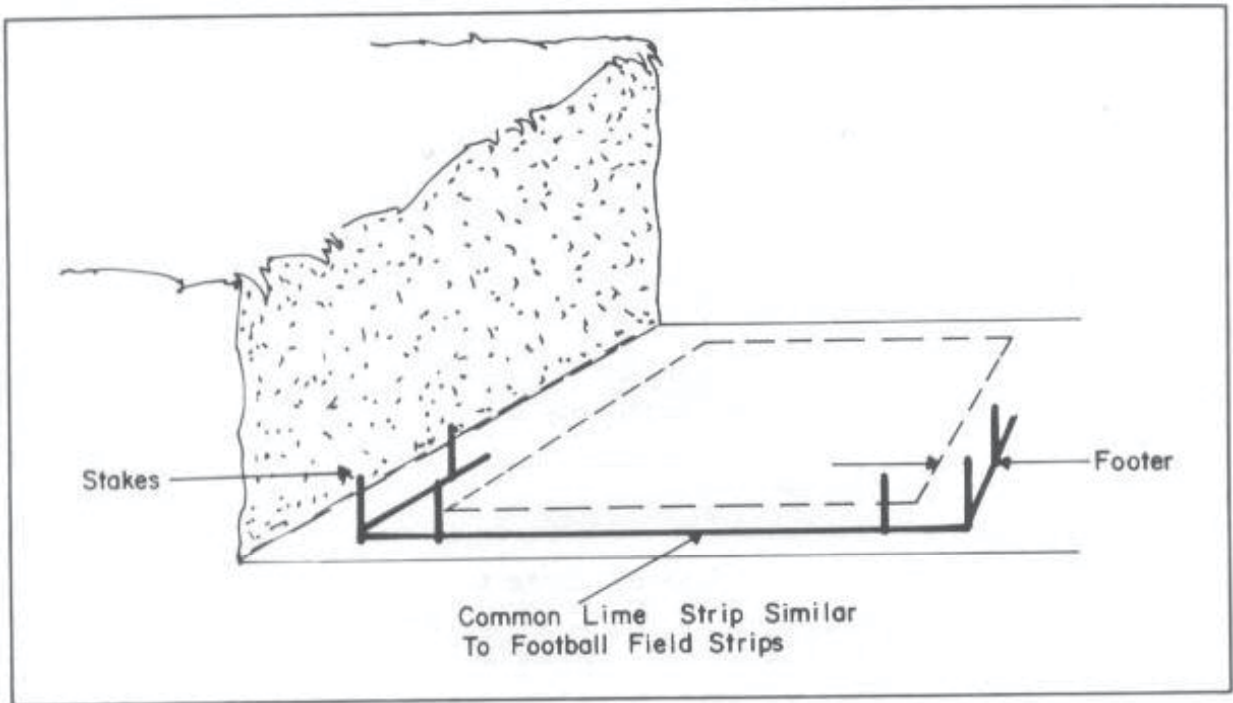 Stakes
Footer
Common Lime Strip Similar
To Football Field Strips